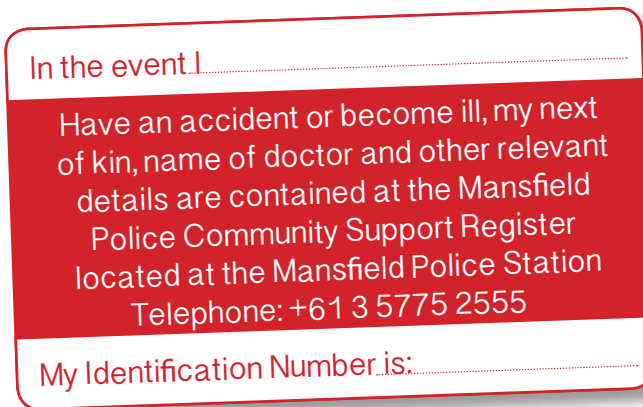 In the event I
Have an accident or become ill, my next
of kin, name of doctor and other relevant
details are contained at the Mansfield
Police Community Support Register
located at the Mansfield Police Station
Telephone: +61 3 5775 2555
My Identification Number is: